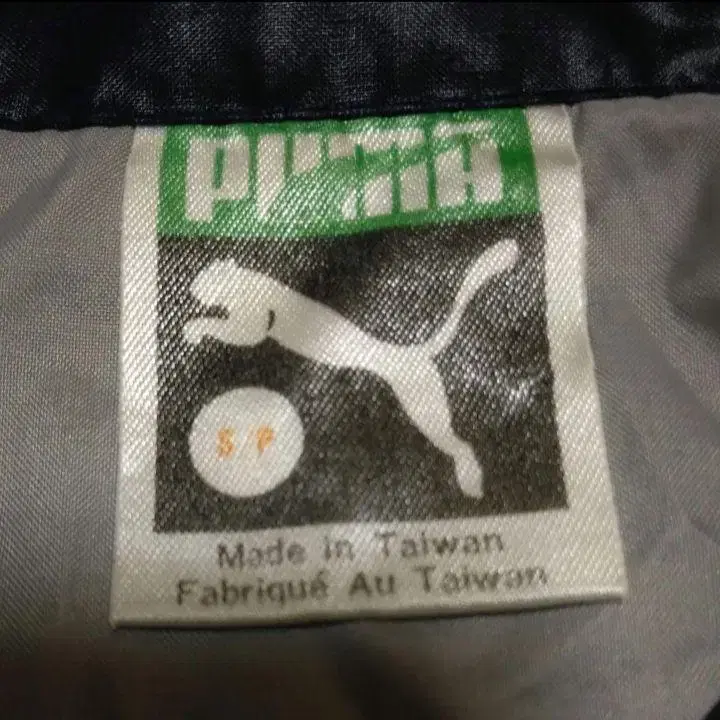 PUMA
S/P
Made in Taiwan
Fabriqué Au Taiwan